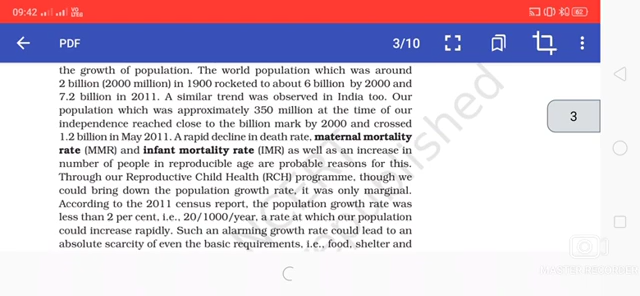 09:42
62
PDF
3/10
the growth of population. The world population which was around
2 billion (2000 million) in 1900 rocketed to about 6 billion by 2000 and
7.2 billion in 2011. A similar trend was observed in India too. Our
population which was approximately 350 million at the time of our
independence reached close to the billion mark by 2000 and crossed
1.2 billion in May 2011. A rapid decline in death rate, maternal mortality
rate (MMR) and infant mortality rate (IMR) as well as an increase in
number of people in reproducible age are probable reasons for this.
Through our Reproductive Child Health (RCH) programme, though we
could bring down the population growth rate, it was only marginal.
According to the 2011 census report, the population growth rate was
less than 2 per cent, i.e., 20/1000/year, a rate at which our population
could increase rapidly. Such an alarming growth rate could lead to an
absolute scarcity of even the basic requirements, i.e., food, shelter and
3
MASTER RECORDER